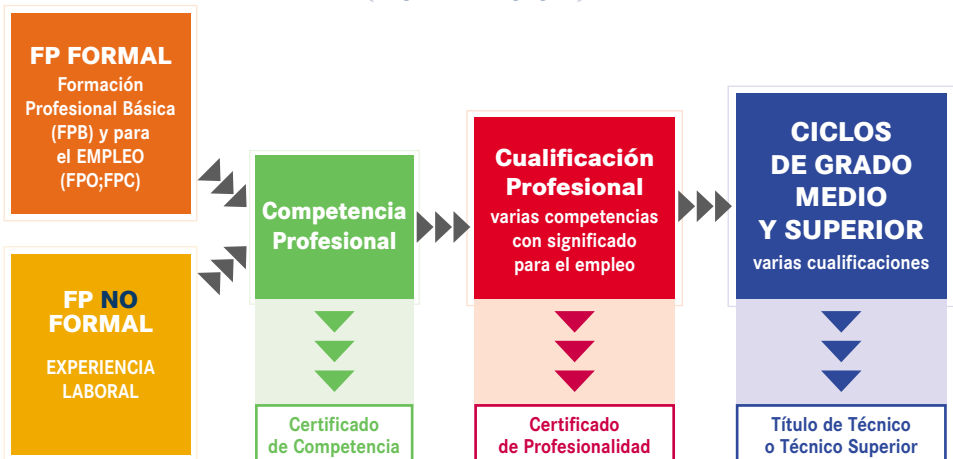 FP FORMAL
Formación
Profesional Básica
(FPB) y para
el EMPLEO
(FPO;FPC)
FP NO
FORMAL
EXPERIENCIA
LABORAL
Competencia
Profesional
Certificado
de Competencia
Cualificación
Profesional
varias competencias
con significado
para el empleo
Certificado
de Profesionalidad
CICLOS
DE GRADO
MEDIO
Y SUPERIOR
varias cualificaciones
Título de Técnico
o Técnico Superior